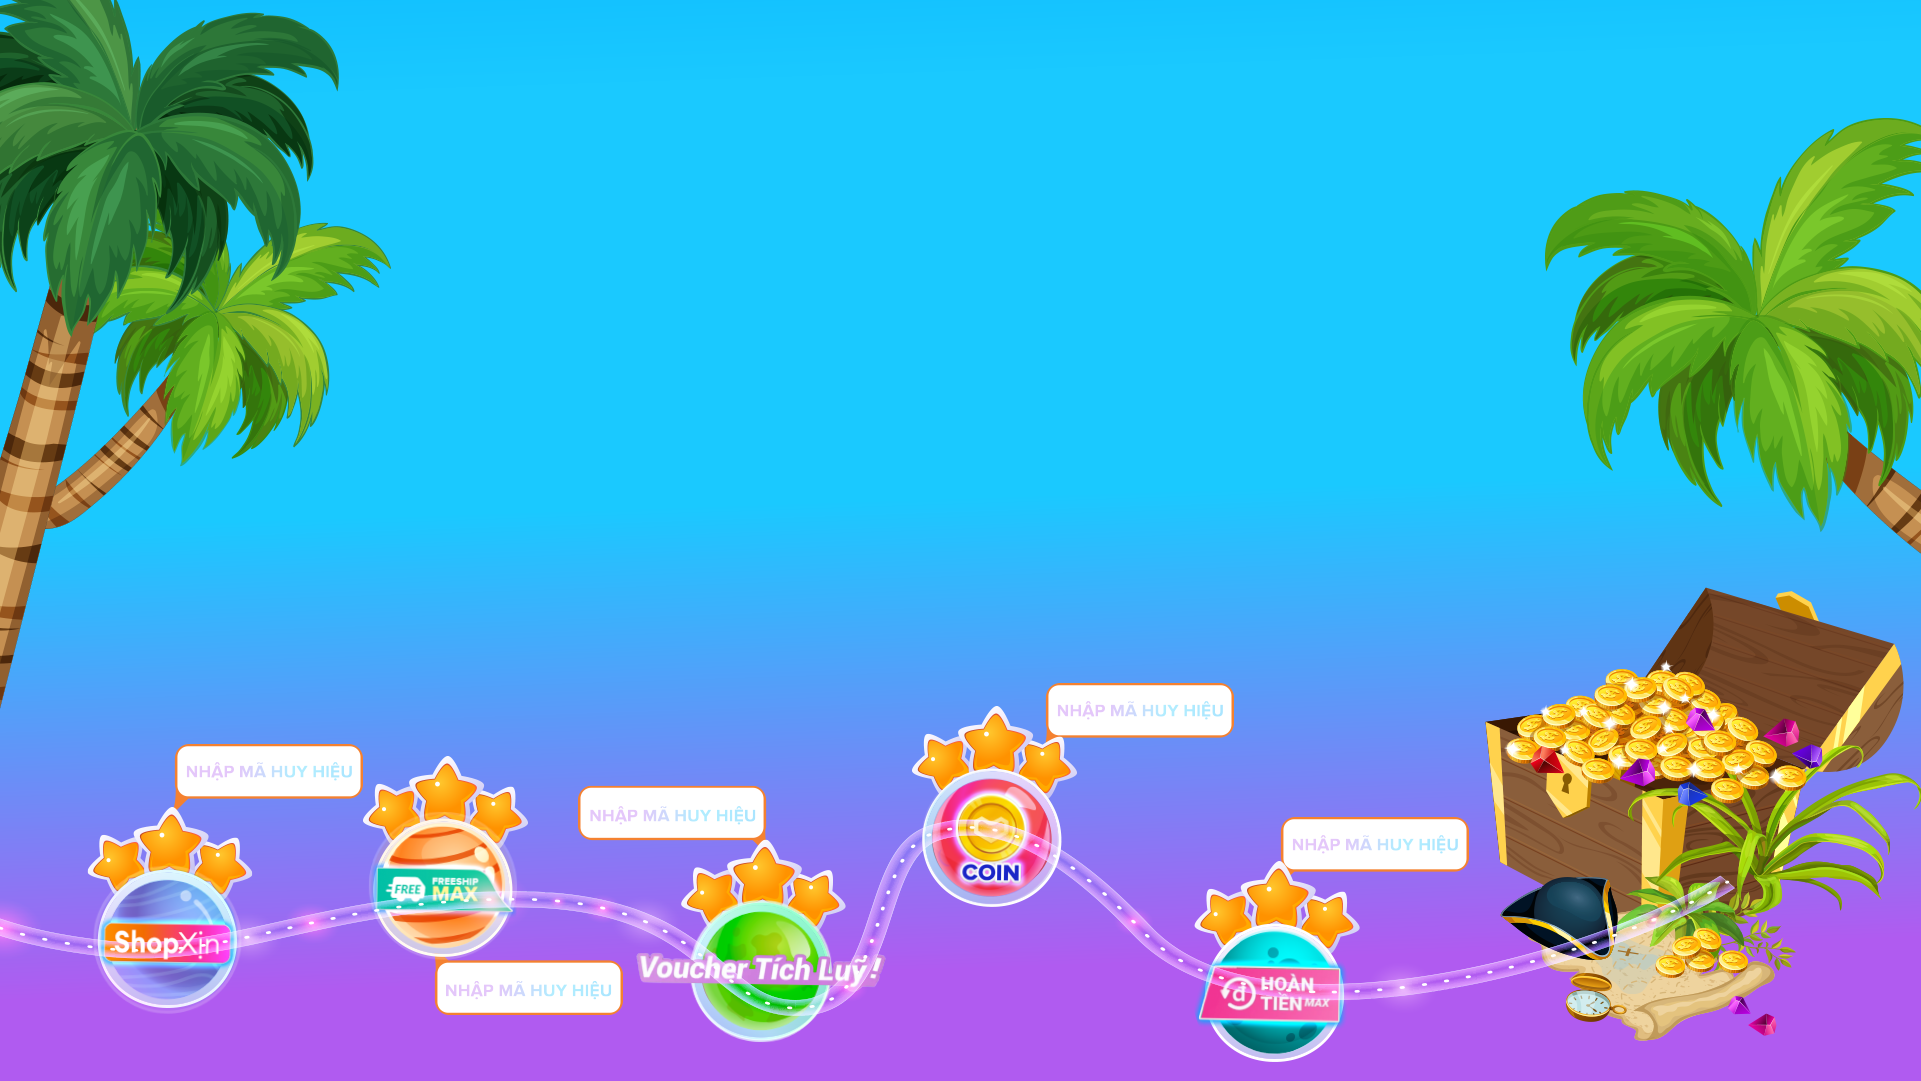 NHẬP MÃ HUY HIỆU
ShopXịn
FREE
FREESHIP
MAX
NHẬP MÃ HUY HIỆU
NHẬP MÃ HUY HIỆU
Voucher Tích Luỹ !
NHẬP MÃ HUY HIỆU
COIN
NHẬP MÃ HUY HIỆU
đ
HOÀN
TIỀN MAX